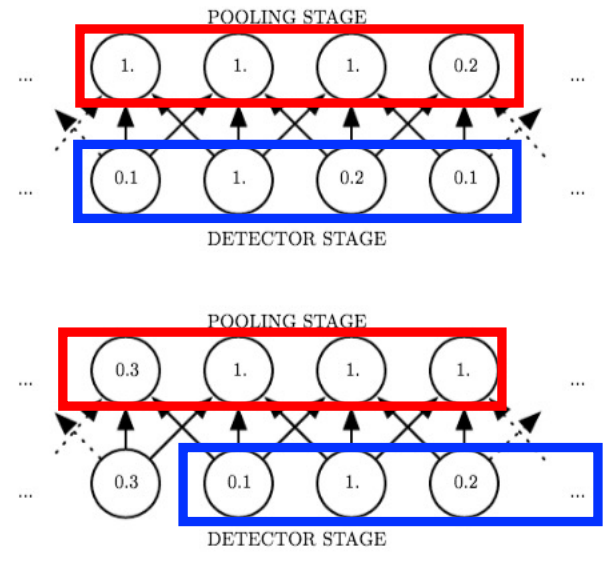 POOLING STAGE
... 1. 1. 1. 0.2 ...
... 0.1 1. 0.2 0.1 ...
DETECTOR STAGE
POOLING STAGE
... 0.3 1. 1. 1. ...
... 0.3 0.1 1. 0.2 ...
DETECTOR STAGE